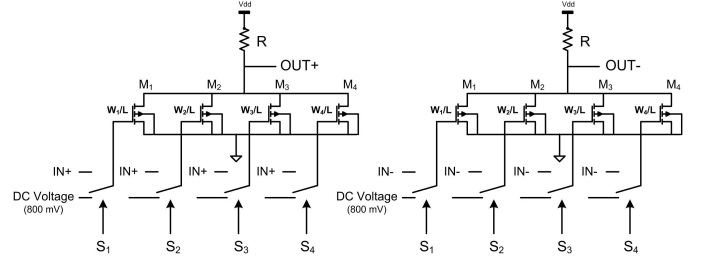 Vdd
R
OUT+
M1 M2 M3 M4
W1/L W2/L W3/L W4/L
IN+ IN+ IN+ IN+
DC Voltage
(800 mV)
S1 S2 S3 S4
Vdd
R
OUT-
M1 M2 M3 M4
W1/L W2/L W3/L W4/L
IN- IN- IN- IN-
DC Voltage
(800 mV)
S1 S2 S3 S4